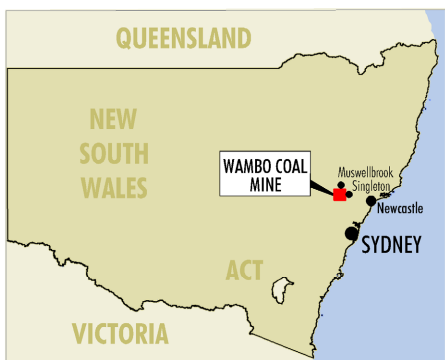 QUEENSLAND
NEW
SOUTH
WALES
WAMBO COAL
MINE
Muswellbrook
Singleton
Newcastle
SYDNEY
ACT
VICTORIA